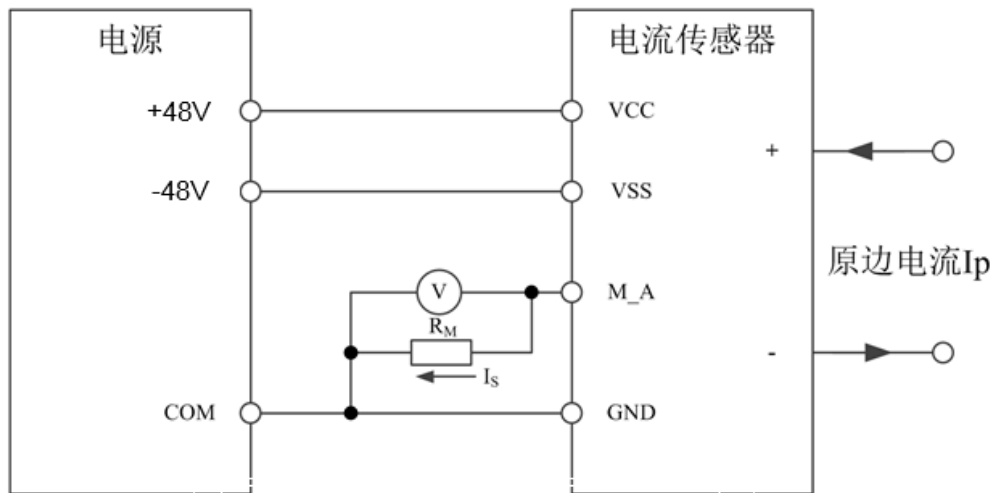 电源
电流传感器
+48V
VCC
+
-48V
VSS
原边电流Ip
V
M_A
RM
-
IS
COM
GND